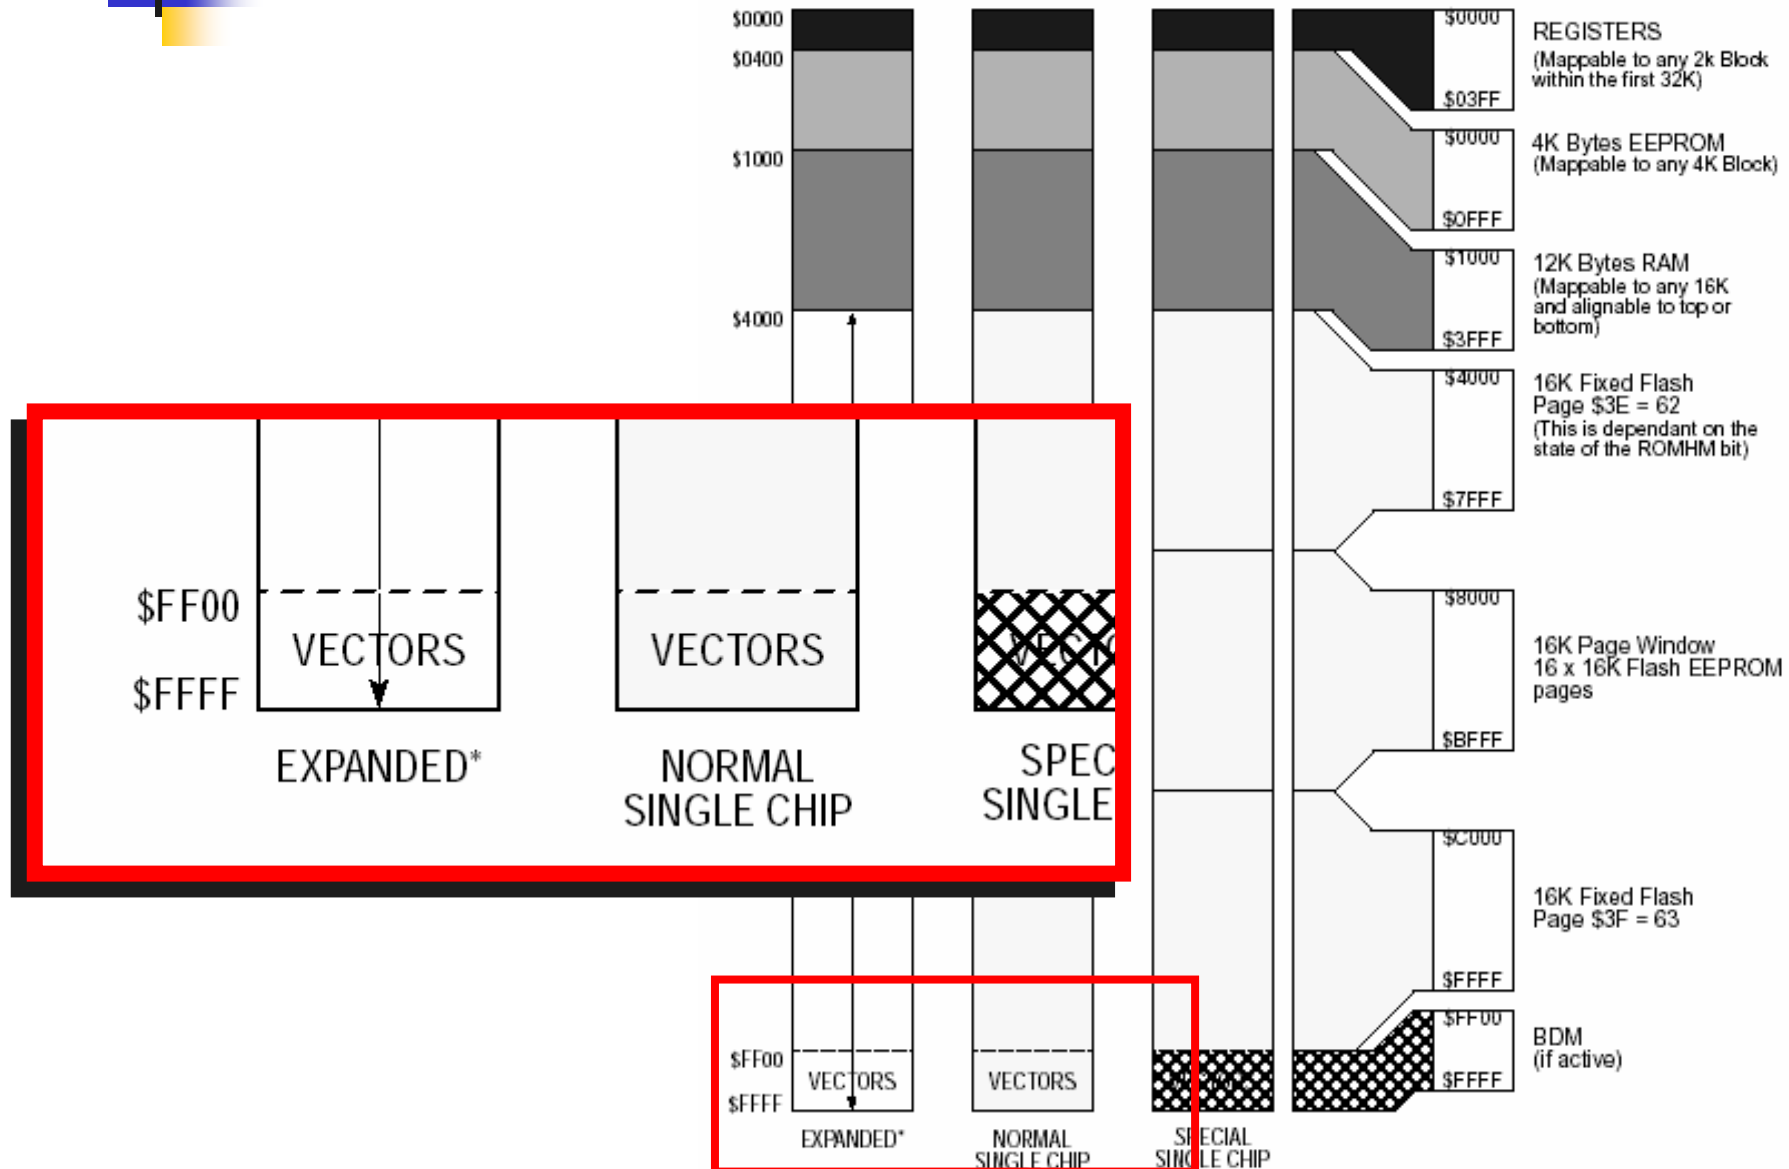 $0000
$0400
$1000
$4000
$FF00
VECTORS
$FFFF
EXPANDED*
VECTORS
NORMAL
SINGLE CHIP
SPEC
SINGLE
$FF00
$FFFF
VECTORS
EXPANDED*
VECTORS
NORMAL
SINGLE CHIP
SPECIAL
SINGLE CHIP
$0000
$03FF
REGISTERS
(Mappable to any 2k Block
within the first 32K)
$0000
$0FFF
4K Bytes EEPROM
(Mappable to any 4K Block)
$1000
$3FFF
12K Bytes RAM
(Mappable to any 16K
and alignable to top or
bottom)
$4000
$7FFF
16K Fixed Flash
Page $3E = 62
(This is dependant on the
state of the ROMHM bit)
$8000
$BFFF
16K Page Window
16 x 16K Flash EEPROM
pages
$C000
$FFFF
16K Fixed Flash
Page $3F = 63
$FF00
$FFFF
BDM
(if active)